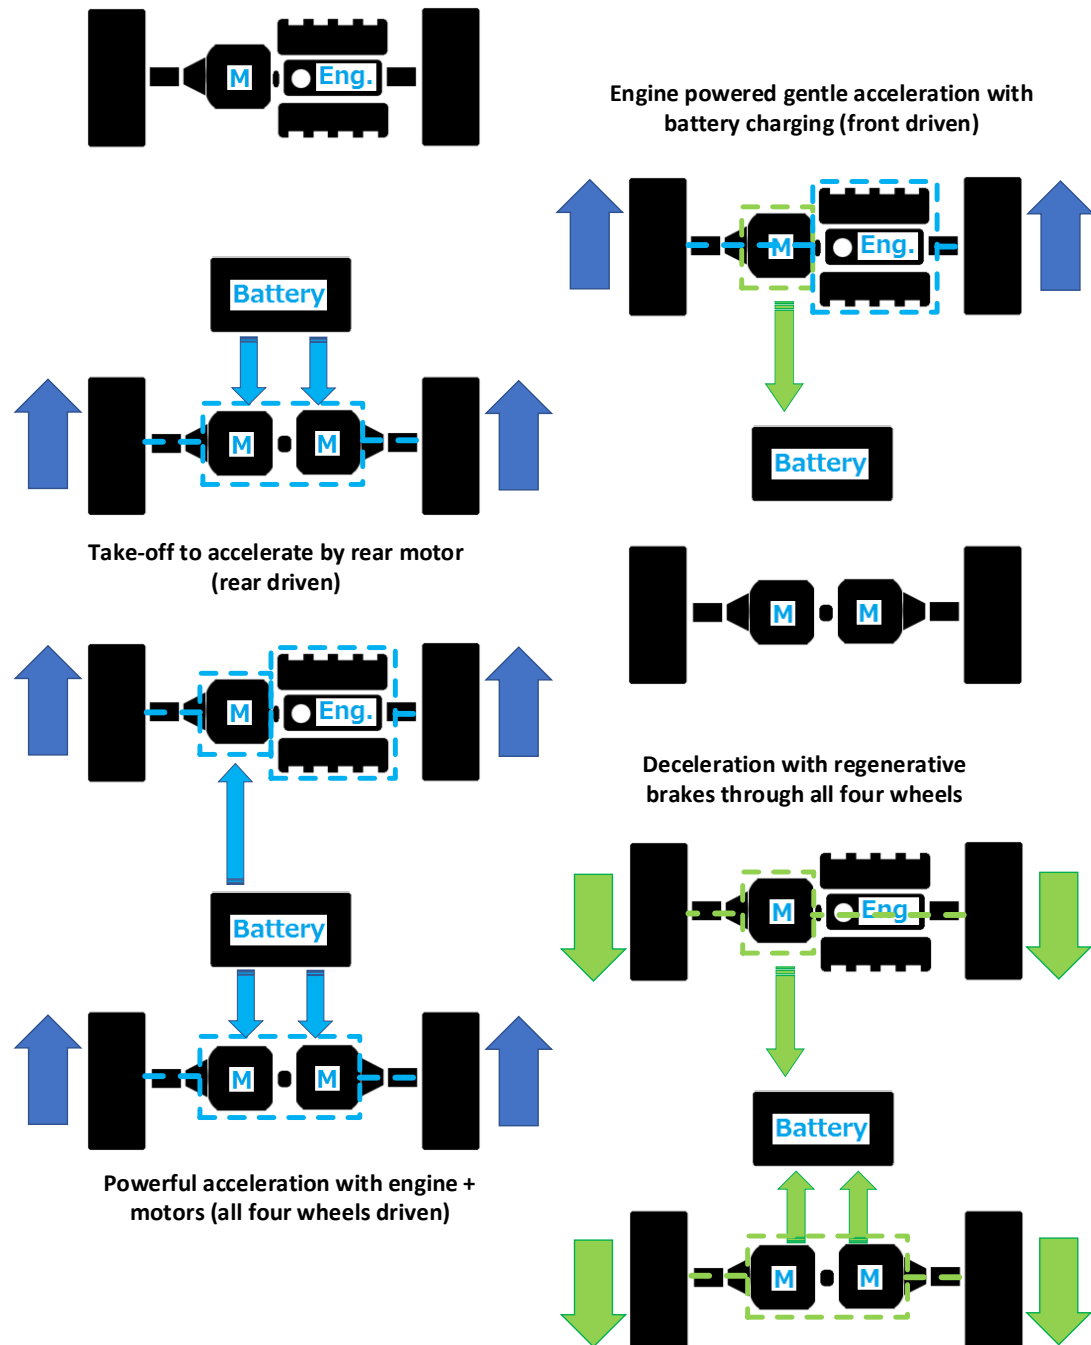 M
Eng.
Battery
M
M
Take-off to accelerate by rear motor
(rear driven)
M
Eng.
Battery
M
M
Powerful acceleration with engine +
motors (all four wheels driven)
Engine powered gentle acceleration with
battery charging (front driven)
M
Eng.
Battery
M
M
Deceleration with regenerative
brakes through all four wheels
M
Eng
Battery
M
M